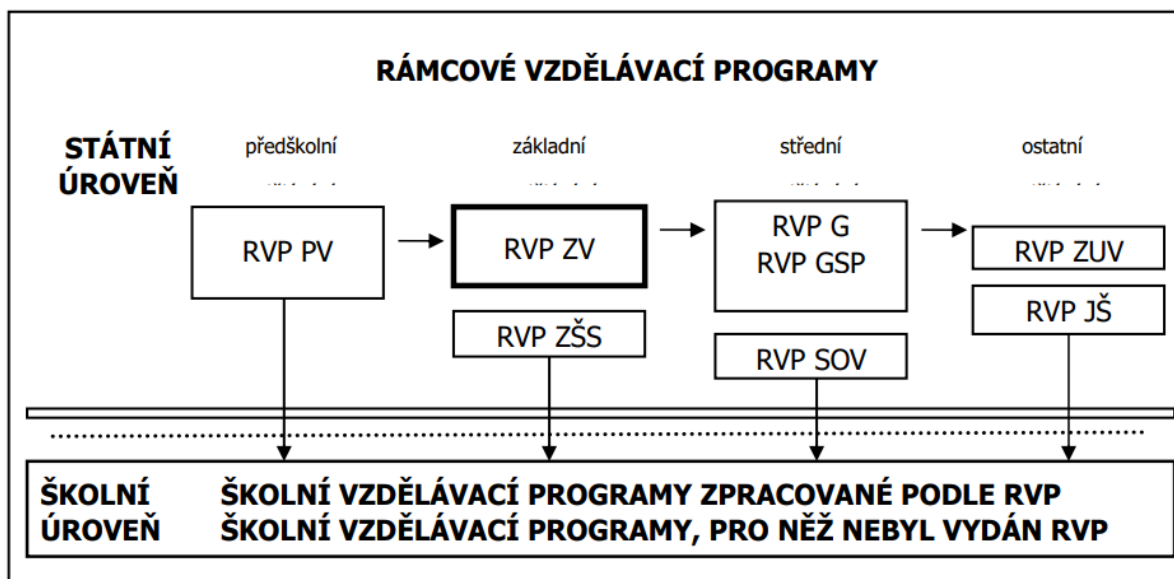 RÁMCOVÉ VZDĚLÁVACÍ PROGRAMY
STÁTNÍ ÚROVEŇ
předškolní
základní
střední
ostatní
RVP PV
RVP ZV
RVP G
RVP GSP
RVP ZUV
RVP ZŠS
RVP JŠ
RVP SOV
ŠKOLNÍ ŠKOLNÍ VZDĚLÁVACÍ PROGRAMY ZPRACOVANÉ PODLE RVP
ÚROVEŇ ŠKOLNÍ VZDĚLÁVACÍ PROGRAMY, PRO NĚŽ NEBYL VYDÁN RVP